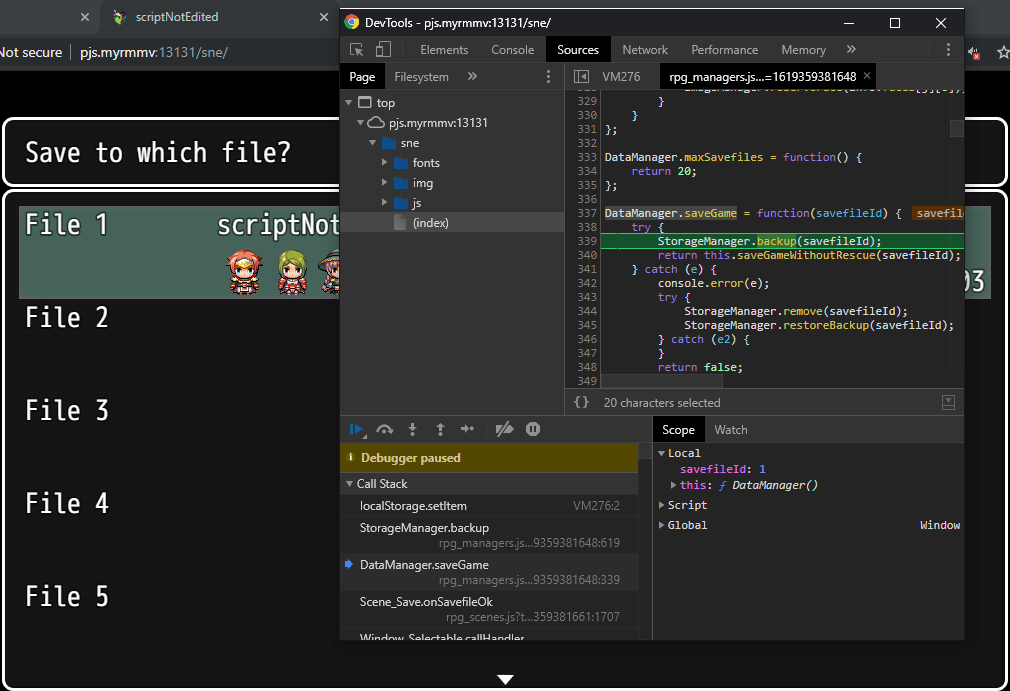 scriptNotEdited
DevTools - pjs.myrmmv:13131/sne/
Not secure | pjs.myrmmv:13131/sne/
Elements Console Sources Network Performance Memory »
Page Filesystem »
VM276 rpg_managers.js...=1619359381648 ×
top
pjs.myrmmv:13131
sne
fonts
img
js
(index)
329 }
330 }
331 };
332
333 DataManager.maxSavefiles = function() {
334 return 20;
335 };
336
337 DataManager.saveGame = function(savefileId) { savefil
338 try {
339 StorageManager.backup(savefileId);
340 return this.saveGameWithoutRescue(savefileId);
341 } catch (e) {
342 console.error(e);
343 try {
344 StorageManager.remove(savefileId);
345 StorageManager.restoreBackup(savefileId);
346 } catch (e2) {
347 }
348 return false;
349
{} 20 characters selected
Debugger paused
Call Stack
localStorage.setItem VM276:2
StorageManager.backup
rpg_managers.js...9359381648:619
DataManager.saveGame
rpg_managers.js...9359381648:339
Scene_Save.onSavefileOk
rpg_scenes.js?t...359381661:1707
Window_Selectable.callHandler
Scope Watch
Local
savefileId: 1
this: ƒ DataManager()
Script
Global Window
Save to which file?
File 1 scriptNot
03
File 2
File 3
File 4
File 5